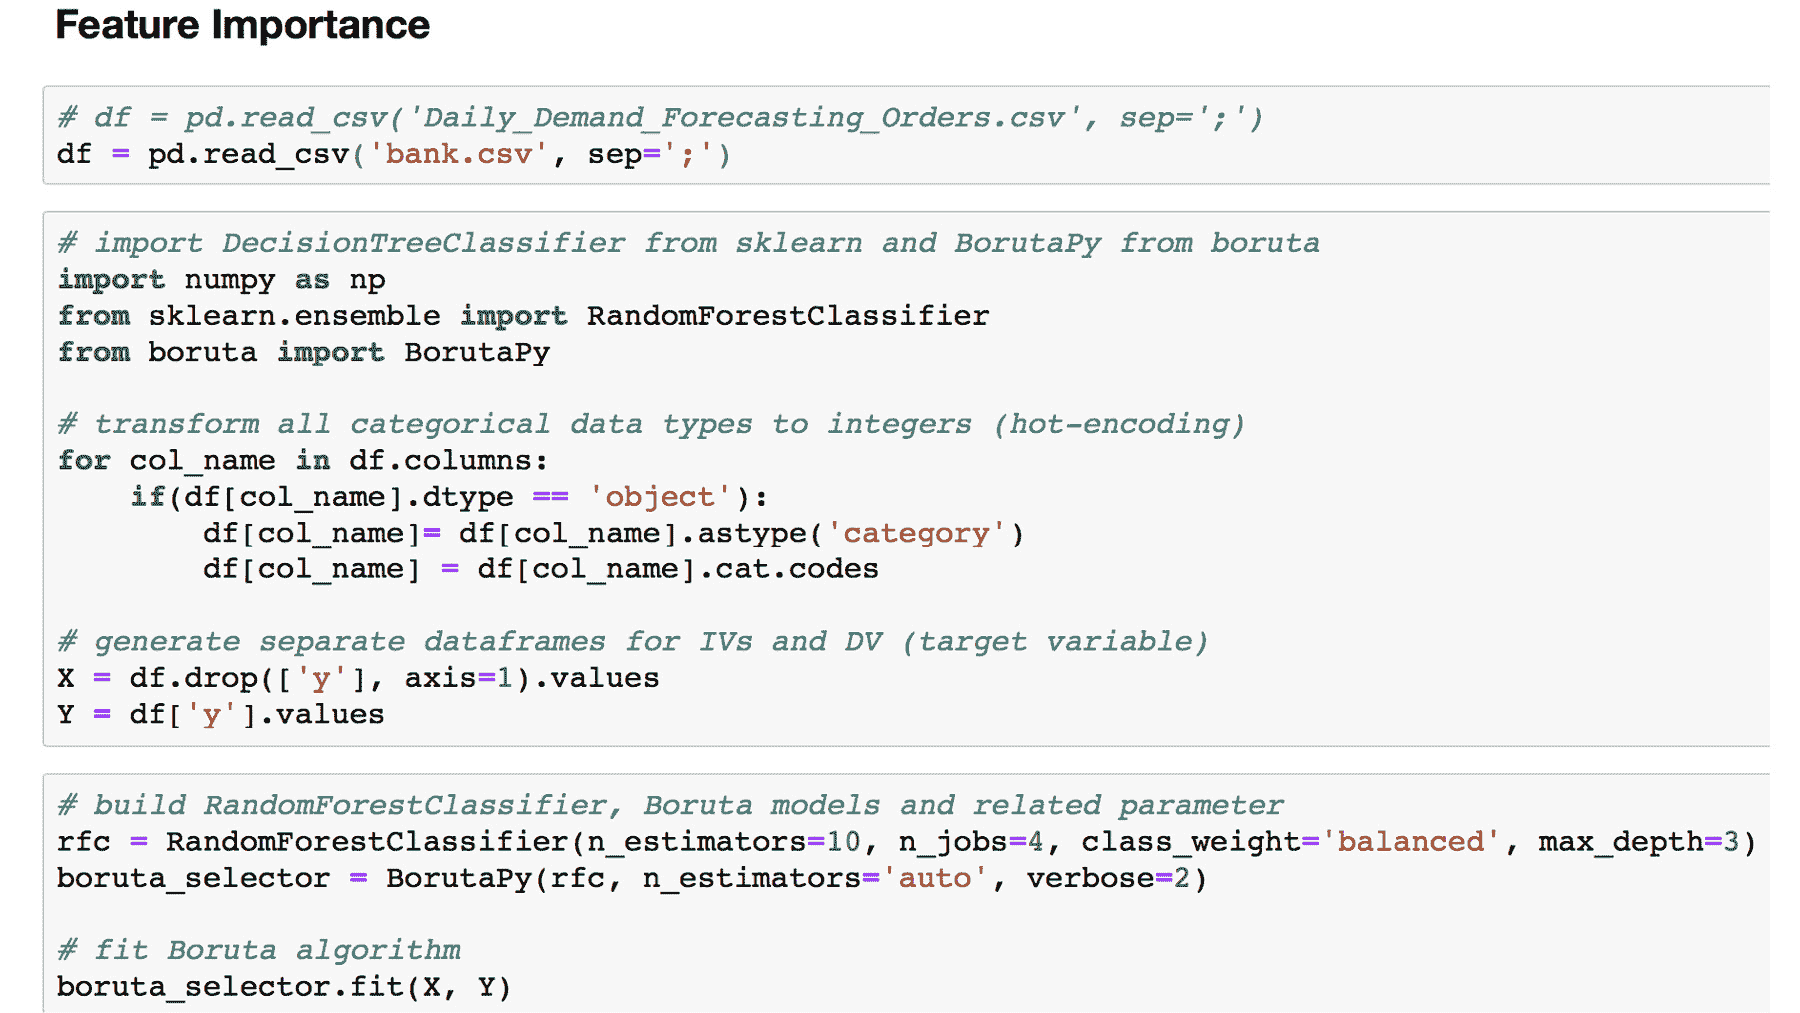 Feature Importance
# df = pd.read_csv('Daily_Demand_Forecasting_Orders.csv', sep=';')
df = pd.read_csv('bank.csv', sep=';')
# import DecisionTreeClassifier from sklearn and BorutaPy from boruta
import numpy as np
from sklearn.ensemble import RandomForestClassifier
from boruta import BorutaPy
# transform all categorical data types to integers (hot-encoding)
for col_name in df.columns:
    if(df[col_name].dtype == 'object'):
        df[col_name]= df[col_name].astype('category')
        df[col_name] = df[col_name].cat.codes
# generate separate dataframes for IVs and DV (target variable)
X = df.drop(['y'], axis=1).values
Y = df['y'].values
# build RandomForestClassifier, Boruta models and related parameter
rfc = RandomForestClassifier(n_estimators=10, n_jobs=4, class_weight='balanced', max_depth=3)
boruta_selector = BorutaPy(rfc, n_estimators='auto', verbose=2)
# fit Boruta algorithm
boruta_selector.fit(X, Y)